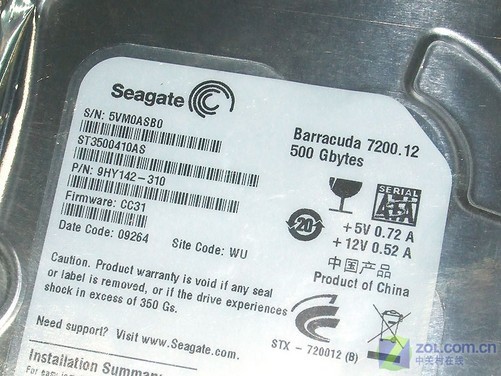 Seagate
S/N: 5VM0ASB0
ST3500410AS
P/N: 9HY142-310
Firmware: CC31
Date Code: 09264 Site Code: WU
Barracuda 7200.12
500 Gbytes
SERIAL
ATA
20
+5V 0.72 A
+12V 0.52 A
中国产品
Product of China
Caution. Product warranty is void if any seal
or label is removed, or if the drive experiences
shock in excess of 350 Gs.
Need support? Visit www.Seagate.com
STX - 720012 (B)
Installation Summary
For easy in
zol.com.cn
中关村在线